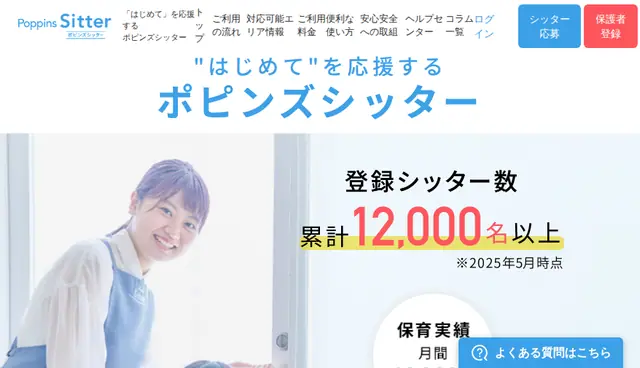 Poppins Sitter
ポピンズシッター
「はじめて」を応援する
ポピンズシッター
トップ
ご利用の流れ
対応可能エリア情報
ご利用料金
便利な使い方
安心安全への取組
ヘルプセンター
コラム一覧
ログイン
シッター応募
保護者登録
"はじめて"を応援する
ポピンズシッター
登録シッター数
累計12,000名以上
※2025年5月時点
保育実績
月間
よくある質問はこちら